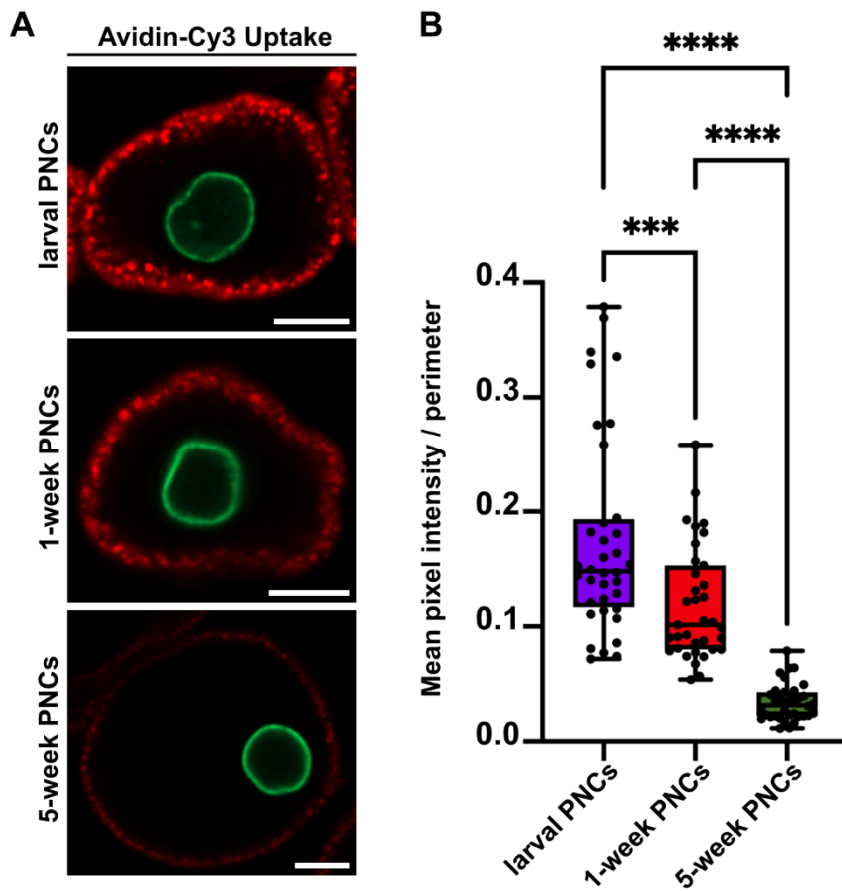 A
Avidin-Cy3 Uptake
larval PNCs
1-week PNCs
5-week PNCs
B
****
****
***
Mean pixel intensity / perimeter
0.4
0.3
0.2
0.1
0.0
larval PNCs
1-week PNCs
5-week PNCs